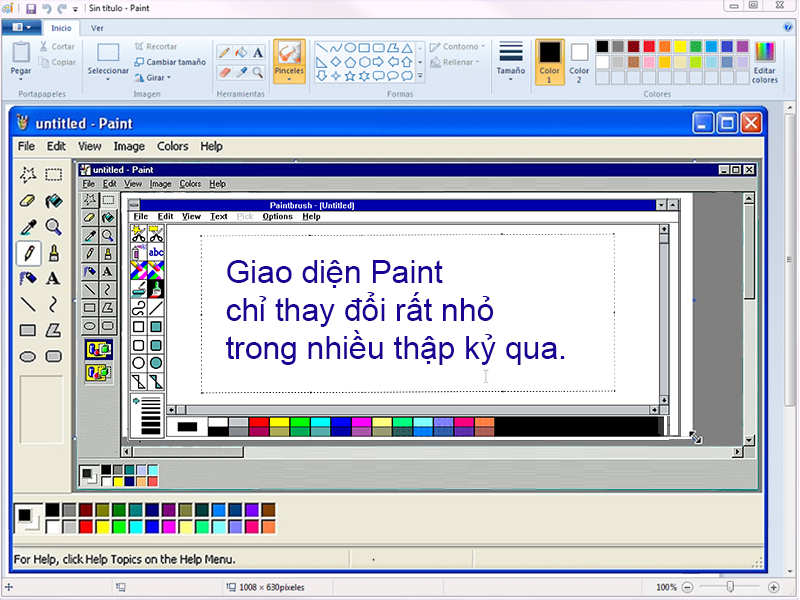 Sin título - Paint
Inicio
Ver
Pegar
Cortar
Copiar
Portapapeles
Seleccionar
Recortar
Cambiar tamaño
Girar
Imagen
A
Herramientas
Pinceles
Contorno
Rellenar
Formas
Tamaño
Color
1
Color
2
Editar
colores
Colores
untitled - Paint
File Edit View Image Colors Help
untitled - Paint
File Edit View Image Colors Help
Paintbrush - [Untitled]
File Edit View Text Pick Options Help
abc
A
A
Giao diện Paint
chỉ thay đổi rất nhỏ
trong nhiều thập kỷ qua.
For Help, click Help Topics on the Help Menu.
1008 × 630píxeles
100%